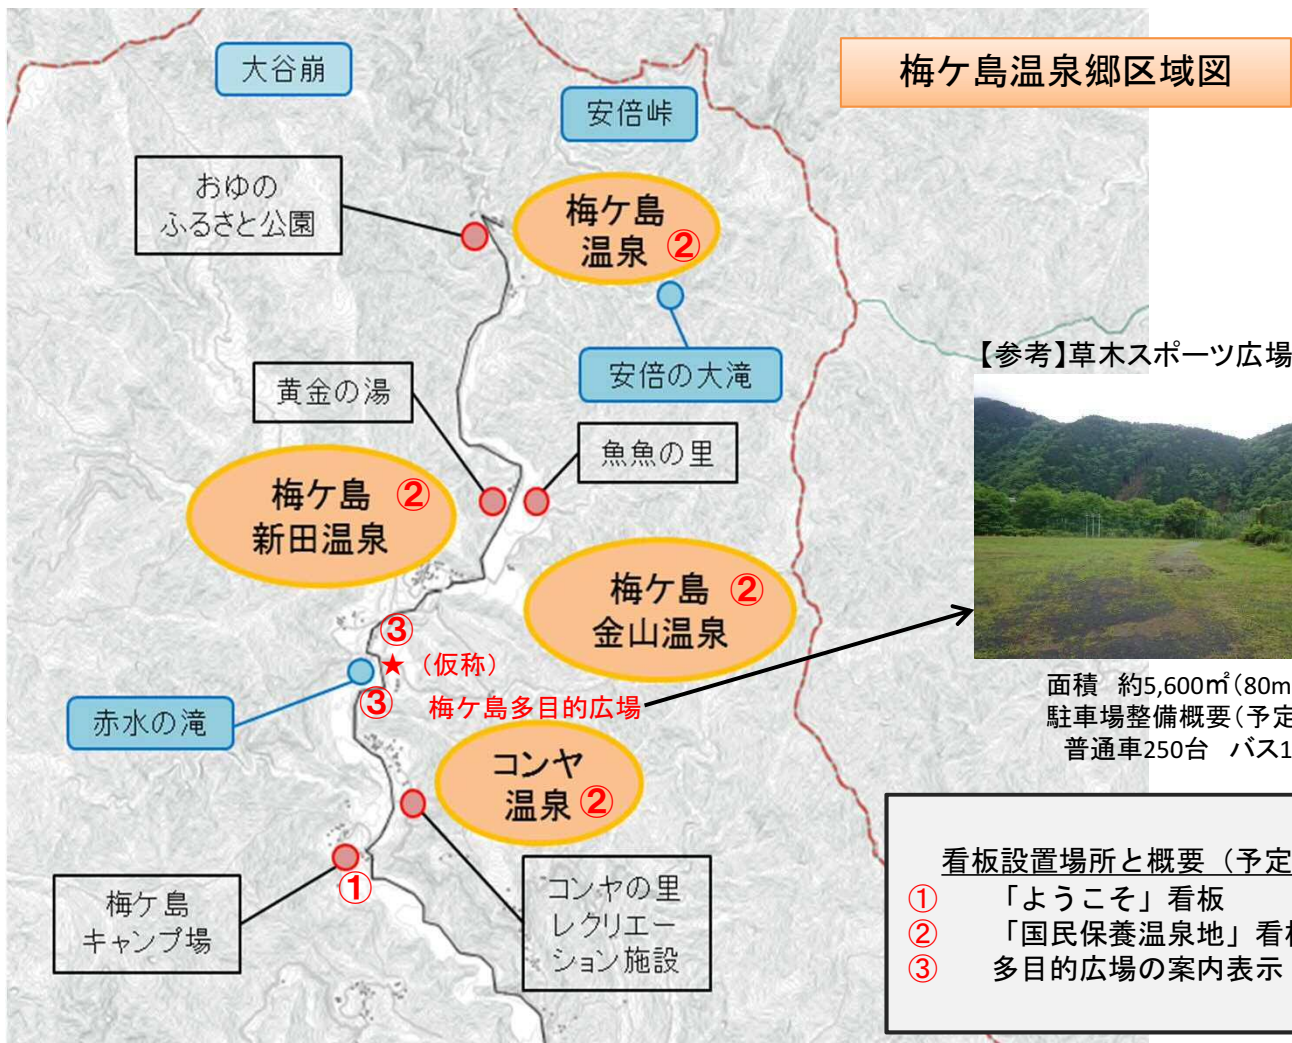 梅ケ島温泉郷区域図
大谷崩
安倍峠
おゆの
ふるさと公園
梅ケ島
温泉 ②
安倍の大滝
【参考】草木スポーツ広場
黄金の湯
魚魚の里
梅ケ島 ②
新田温泉
梅ケ島 ②
金山温泉
③
★ （仮称）
③ 梅ケ島多目的広場
赤水の滝
面積 約5,600㎡（80m
駐車場整備概要（予定
普通車250台 バス1
コンヤ
温泉 ②
①
梅ケ島
キャンプ場
コンヤの里
レクリエー
ション施設
看板設置場所と概要（予定
① 「ようこそ」看板
② 「国民保養温泉地」看
③ 多目的広場の案内表示